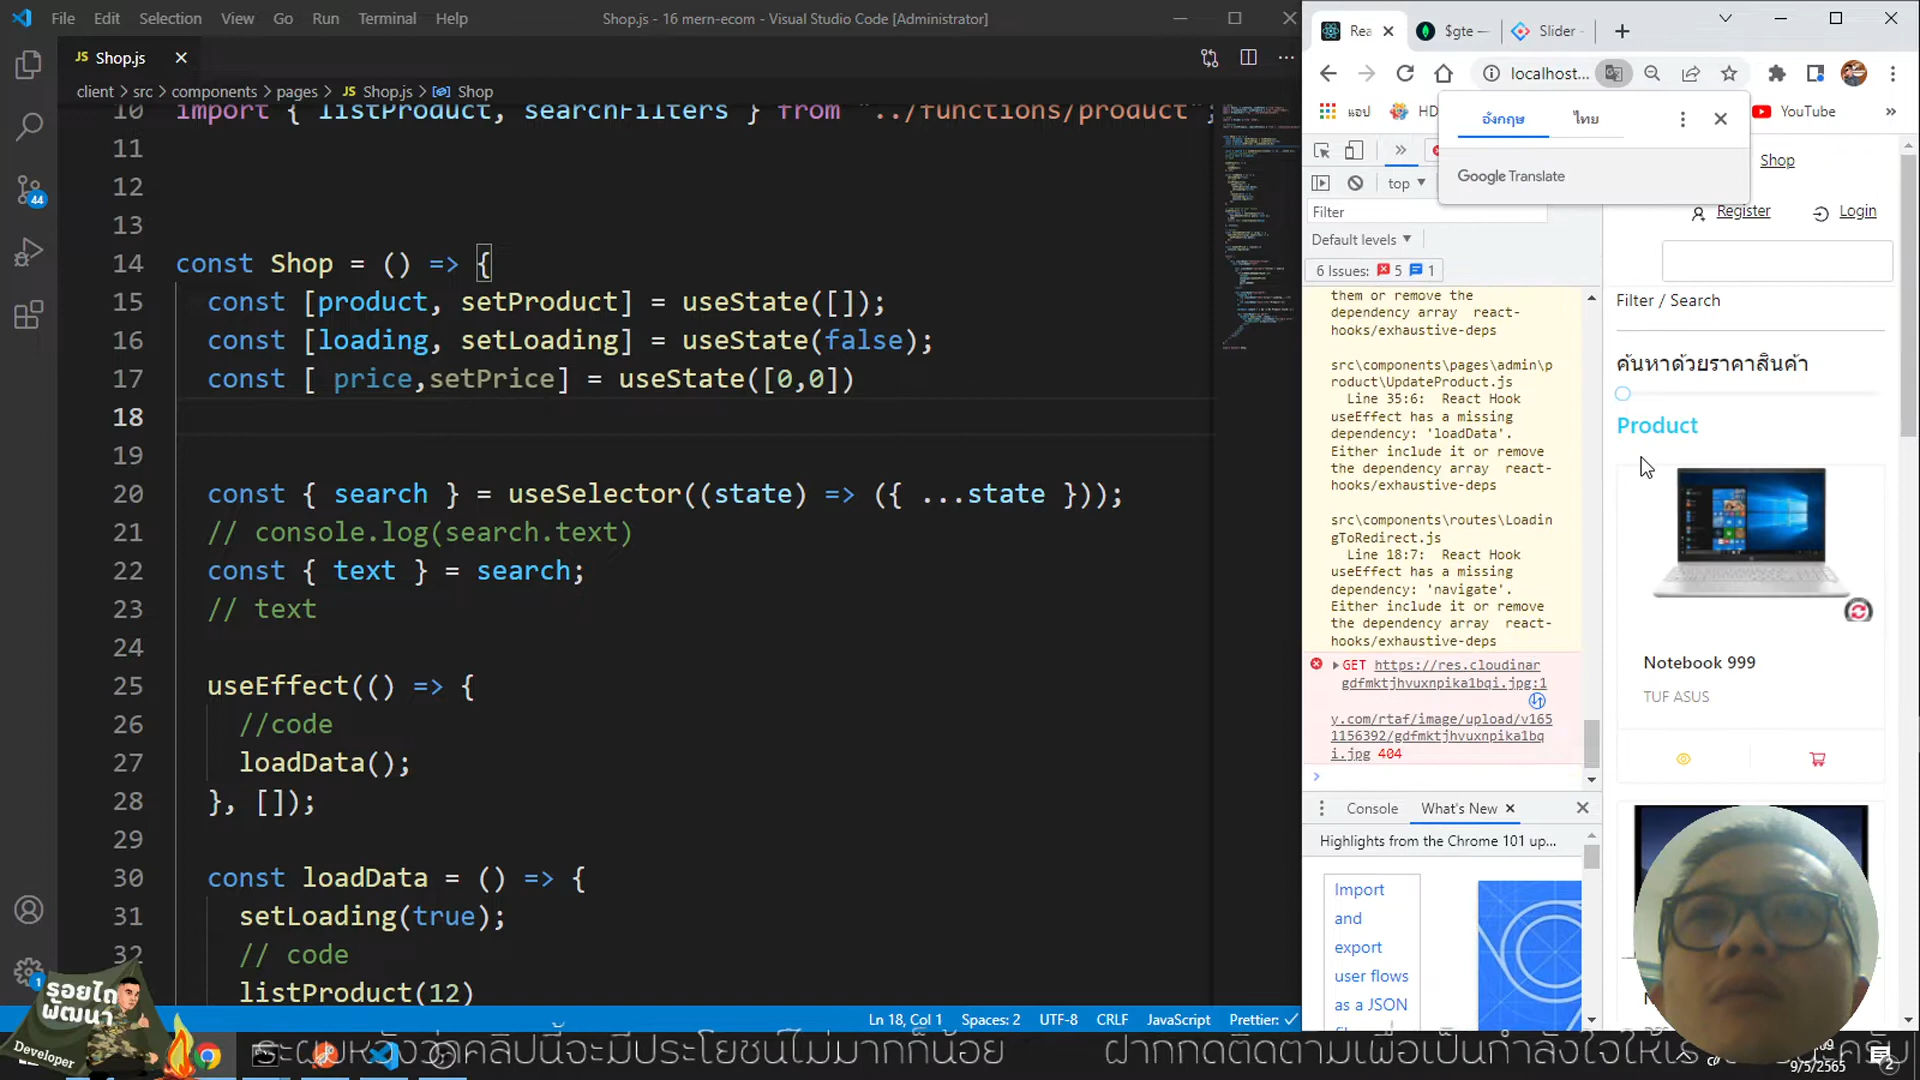 File Edit Selection View Go Run Terminal Help
Shop.js - 16 mern-ecom - Visual Studio Code [Administrator]
JS Shop.js
client > src > components > pages > JS Shop.js > Shop
10 import { listProduct, searchFilters } from "../functions/product";
11
12
13
14 const Shop = () => {
15 const [product, setProduct] = useState([]);
16 const [loading, setLoading] = useState(false);
17 const [ price,setPrice] = useState([0,0])
18
19
20 const { search } = useSelector((state) => ({ ...state }));
21 // console.log(search.text)
22 const { text } = search;
23 // text
24
25 useEffect(() => {
26 //code
27 loadData();
28 }, []);
29
30 const loadData = () => {
31 setLoading(true);
32 // code
listProduct(12)
44
1
Ln 18, Col 1 Spaces: 2 UTF-8 CRLF JavaScript Prettier: ✓
Rea
$gte —
Slider -
localhost...
แอป
HD
YouTube
อังกฤษ ไทย
Google Translate
top
Filter
Default levels
6 Issues: 5 1
them or remove the
dependency array react-
hooks/exhaustive-deps
src\components\pages\admin\p
roduct\UpdateProduct.js
Line 35:6: React Hook
useEffect has a missing
dependency: 'loadData'.
Either include it or remove
the dependency array react-
hooks/exhaustive-deps
src\components\routes\Loadin
gToRedirect.js
Line 18:7: React Hook
useEffect has a missing
dependency: 'navigate'.
Either include it or remove
the dependency array react-
hooks/exhaustive-deps
GET https://res.cloudinar
gdfmktjhvuxnpika1bqi.jpg:1
y.com/rtaf/image/upload/v165
1156392/gdfmktjhvuxnpika1bq
i.jpg 404
Console What's New
Highlights from the Chrome 101 up...
Import
and
export
user flows
as a JSON
Shop
Register Login
Filter / Search
ค้นหาด้วยราคาสินค้า
Product
Notebook 999
TUF ASUS
รอยไถ
พัฒนา
Developer
คลิปนี้จะมีประโยชน์ไม่มากก็น้อย
ฝากกดติดตามเพื่อเป็นกำลังใจให้
9/5/2565
2